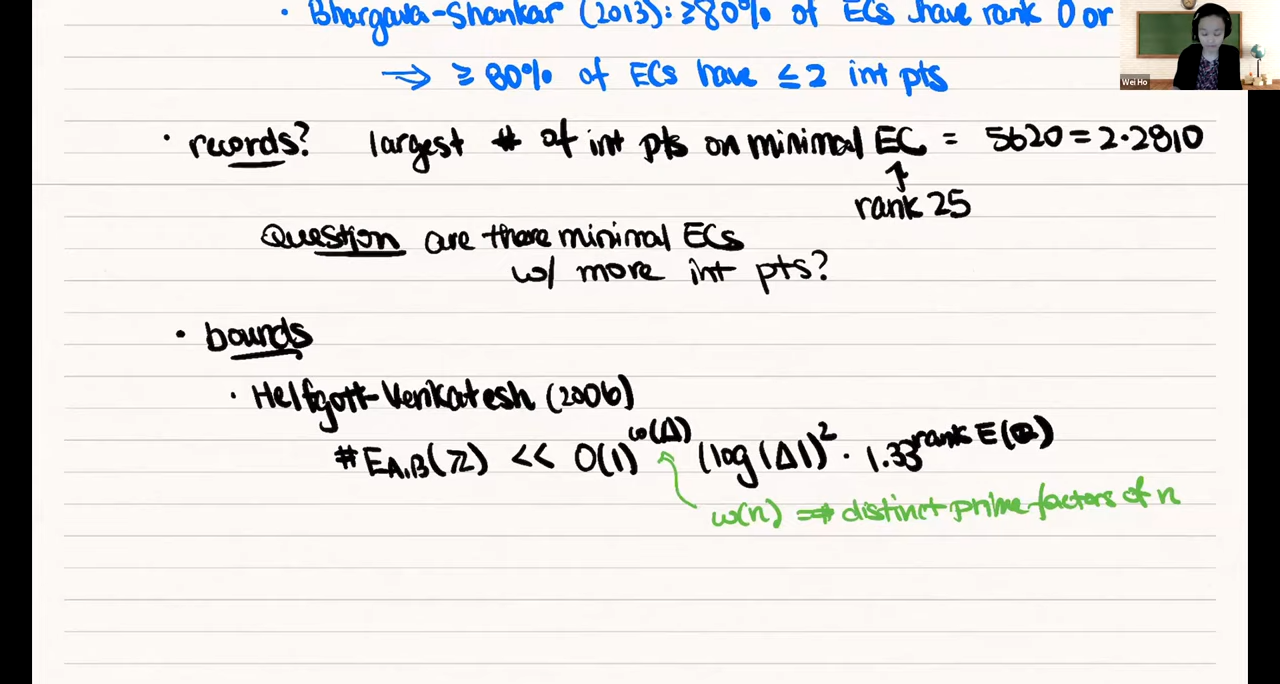 · Bhargava-Shankar (2013): ≥80% of ECs have rank 0 or
⟹ ≥ 80% of ECs have ≤ 2 int pts
Wei Ho
· records? largest # of int pts on minimal EC = 5620 = 2·2810
↑
rank 25
Question are there minimal ECs
w/ more int pts?
· bounds
· Helfgott-Venkatesh (2006)
#E_{A,B}(ℤ) << O(1)^{ω(Δ)} (log|Δ|)^2 · 1.33^{rank E(ℚ)}
ω(n) = # distinct prime factors of n